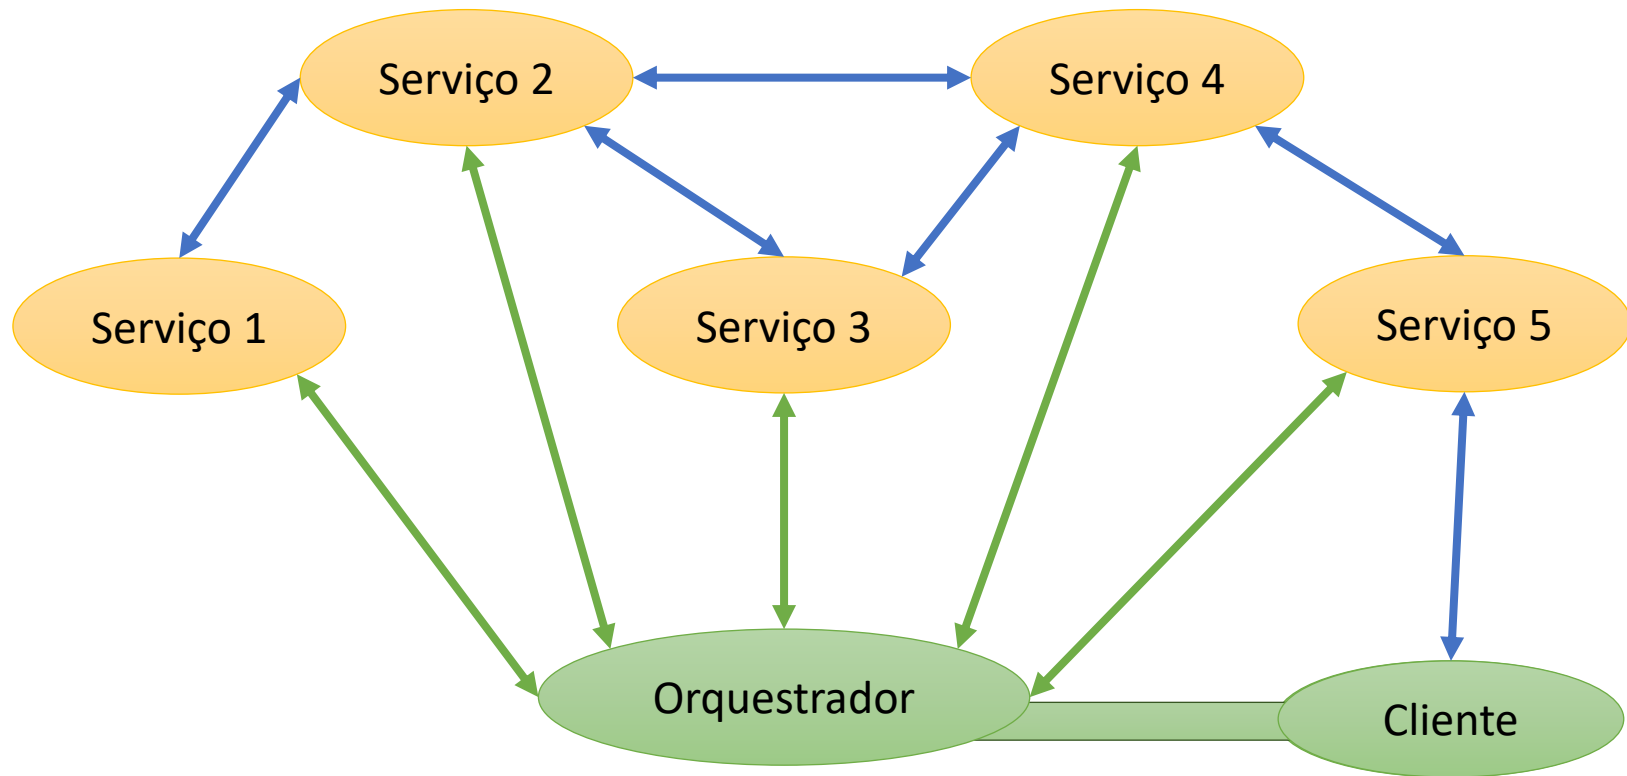 Serviço 2
Serviço 4
Serviço 1
Serviço 3
Serviço 5
Orquestrador
Cliente